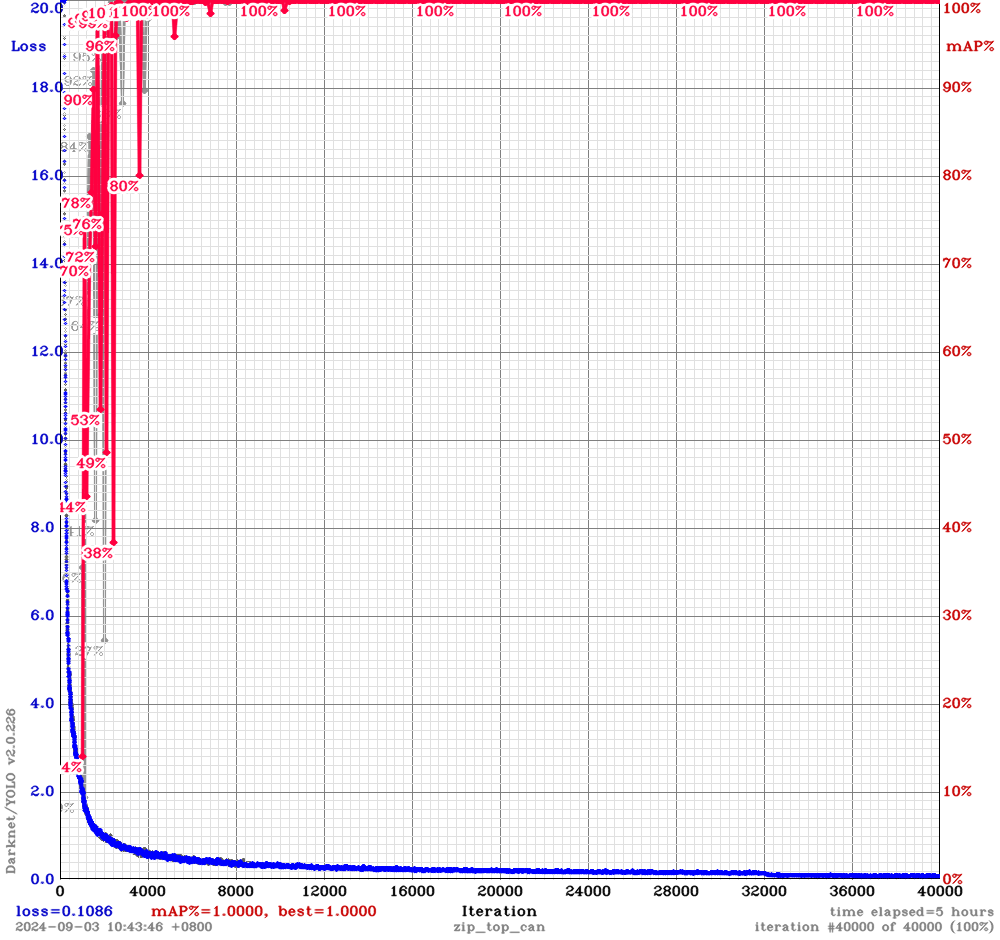 20.0 100% 100% 100% 100% 100% 100% 100% 100% 100% 100%
Loss 96% mAP%
92%
18.0 90% 90%
84%
16.0 80% 80%
78%
76%
72%
14.0 70% 70%
12.0 60%
53%
10.0 50%
49%
44%
8.0 40%
38%
6.0 30%
27%
4.0 20%
4%
2.0 10%
Darknet/YOLO v2.0.226
0.0 0%
0 4000 8000 12000 16000 20000 24000 28000 32000 36000 40000
loss=0.1086 mAP%=1.0000, best=1.0000 Iteration time elapsed=5 hours
2024-09-03 10:43:46 +0800 zip_top_can iteration #40000 of 40000 (100%)